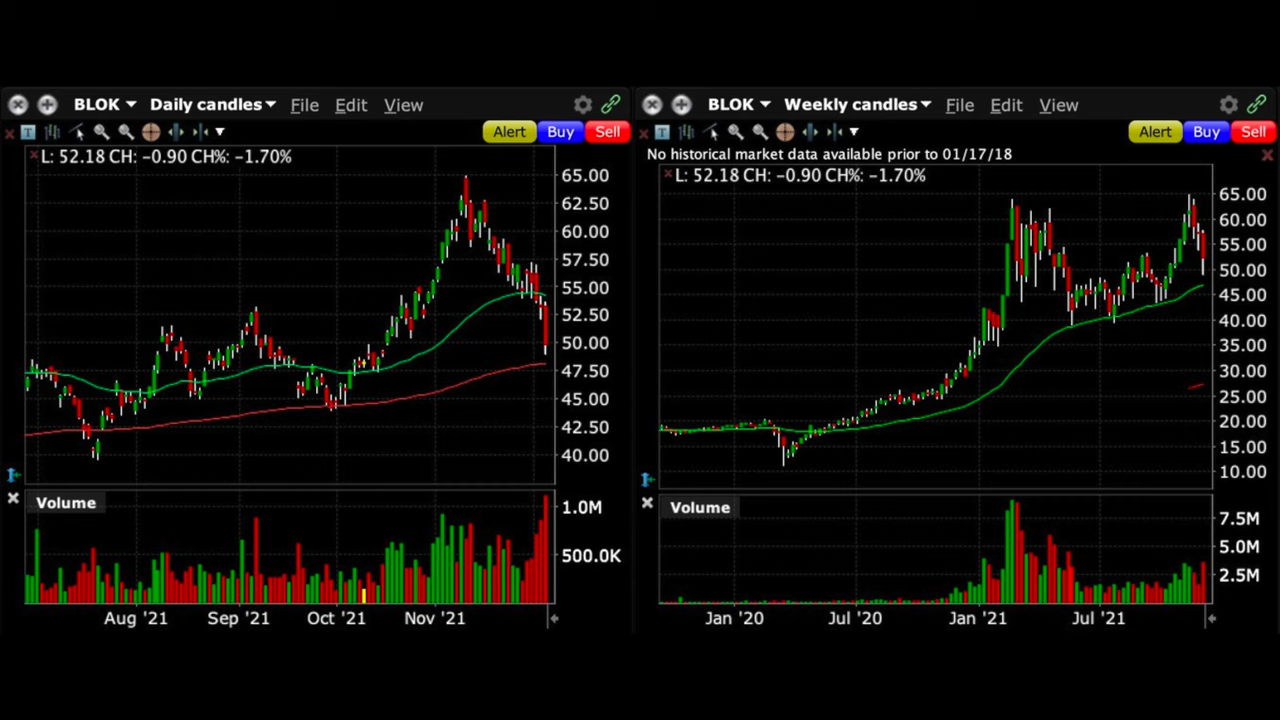 BLOK Daily candles File Edit View
T Alert Buy Sell
L: 52.18 CH: −0.90 CH%: −1.70%
65.00
62.50
60.00
57.50
55.00
52.50
50.00
47.50
45.00
42.50
40.00
Volume
1.0M
500.0K
Aug '21 Sep '21 Oct '21 Nov '21
BLOK Weekly candles File Edit View
T Alert Buy Sell
No historical market data available prior to 01/17/18
L: 52.18 CH: −0.90 CH%: −1.70%
65.00
60.00
55.00
50.00
45.00
40.00
35.00
30.00
25.00
20.00
15.00
10.00
Volume
7.5M
5.0M
2.5M
Jan '20 Jul '20 Jan '21 Jul '21